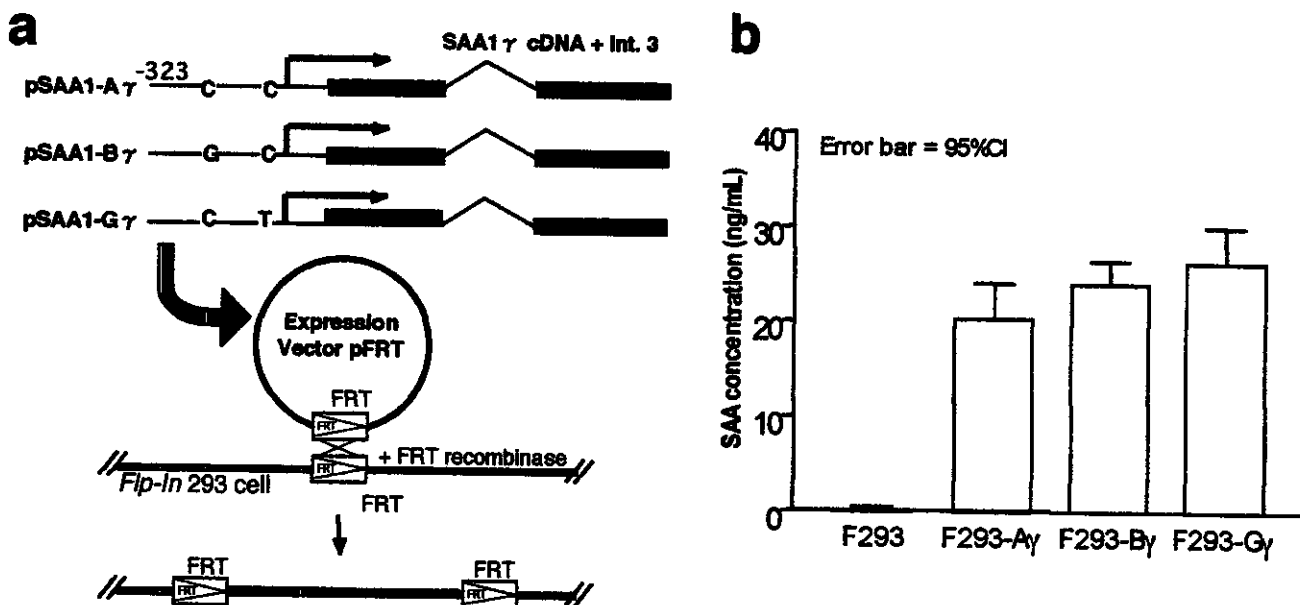 a
SAA1γ cDNA + Int. 3
pSAA1-Aγ -323 C C
pSAA1-Bγ G C
pSAA1-Gγ C T
Expression
Vector pFRT
FRT
FRT
FRT
+ FRT recombinase
Flp-In 293 cell
FRT
FRT FRT
FRT FRT
b
Error bar = 95%CI
SAA concentration (ng/mL)
40
30
20
10
0
F293 F293-Aγ F293-Bγ F293-Gγ